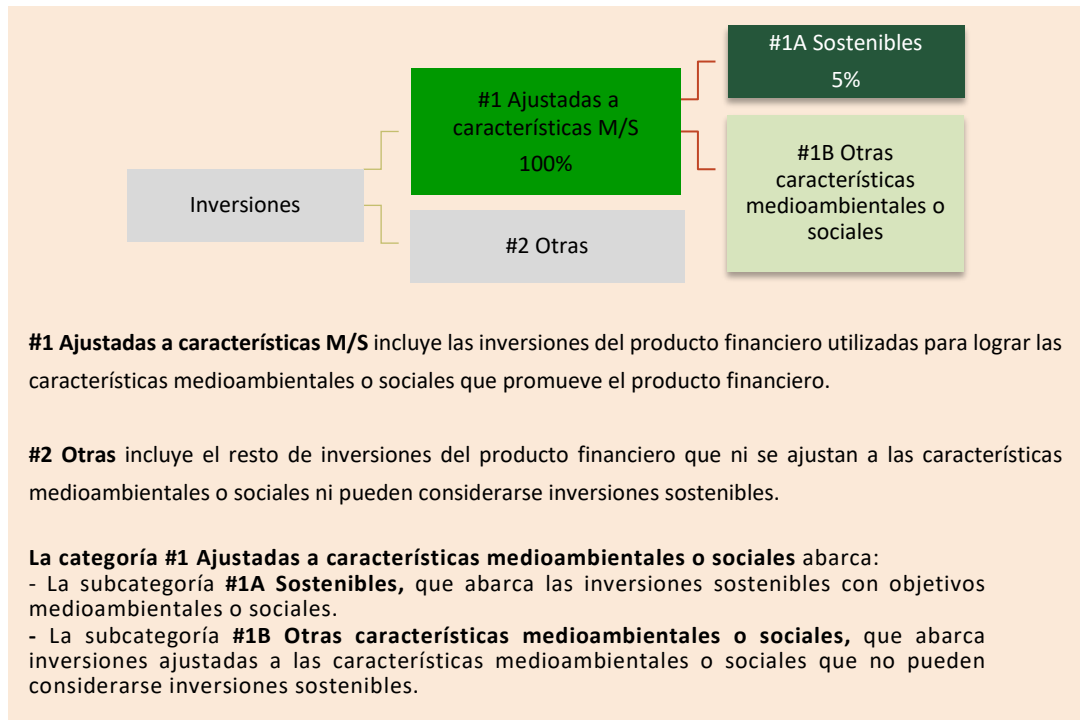 #1A Sostenibles
5%
#1 Ajustadas a
características M/S
100%
#1B Otras
características
medioambientales o
sociales
Inversiones
#2 Otras
#1 Ajustadas a características M/S incluye las inversiones del producto financiero utilizadas para lograr las
características medioambientales o sociales que promueve el producto financiero.
#2 Otras incluye el resto de inversiones del producto financiero que ni se ajustan a las características
medioambientales o sociales ni pueden considerarse inversiones sostenibles.
La categoría #1 Ajustadas a características medioambientales o sociales abarca:
- La subcategoría #1A Sostenibles, que abarca las inversiones sostenibles con objetivos
medioambientales o sociales.
- La subcategoría #1B Otras características medioambientales o sociales, que abarca
inversiones ajustadas a las características medioambientales o sociales que no pueden
considerarse inversiones sostenibles.